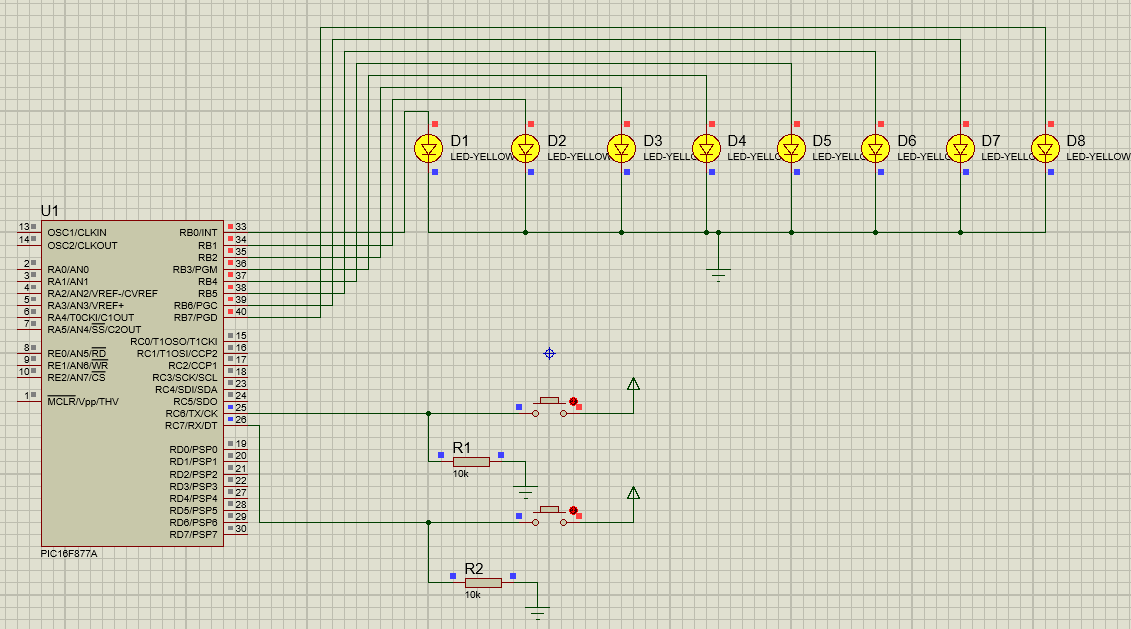 D1
D2
D3
D4
D5
D6
D7
D8
LED-YELLOW
LED-YELLOW
LED-YELLO
LED-YELLO
LED-YELLO
LED-YELLO
LED-YELLO
LED-YELLOW
U1
13 OSC1/CLKIN
14 OSC2/CLKOUT
2 RA0/AN0
3 RA1/AN1
4 RA2/AN2/VREF-/CVREF
5 RA3/AN3/VREF+
6 RA4/T0CKI/C1OUT
7 RA5/AN4/SS/C2OUT
8 RE0/AN5/RD
9 RE1/AN6/WR
10 RE2/AN7/CS
1 MCLR/Vpp/THV
RB0/INT 33
RB1 34
RB2 35
RB3/PGM 36
RB4 37
RB5 38
RB6/PGC 39
RB7/PGD 40
RC0/T1OSO/T1CKI 15
RC1/T1OSI/CCP2 16
RC2/CCP1 17
RC3/SCK/SCL 18
RC4/SDI/SDA 23
RC5/SDO 24
RC6/TX/CK 25
RC7/RX/DT 26
RD0/PSP0 19
RD1/PSP1 20
RD2/PSP2 21
RD3/PSP3 22
RD4/PSP4 27
RD5/PSP5 28
RD6/PSP6 29
RD7/PSP7 30
PIC16F877A
R1
10k
R2
10k